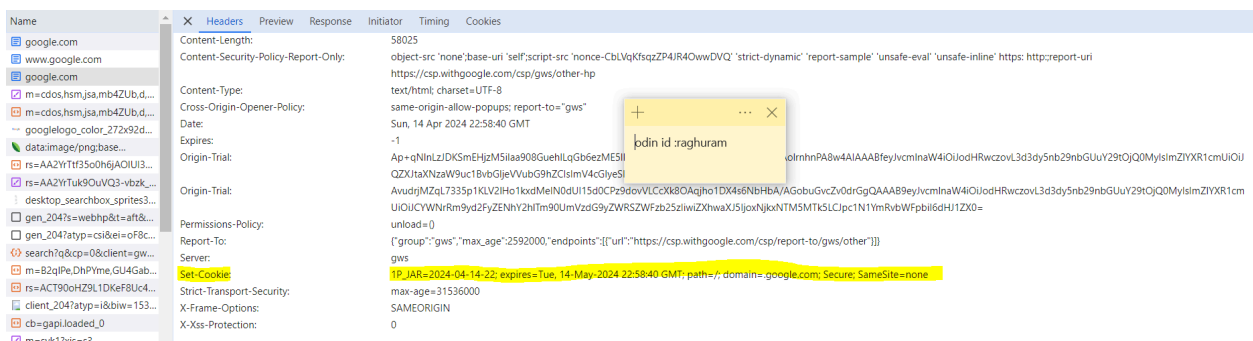 Name
google.com
www.google.com
google.com
m=cdos,hsm,jsa,mb4ZUb,d,...
m=cdos,hsm,jsa,mb4ZUb,d,...
googlelogo_color_272x92d...
data:image/png;base...
rs=AA2YrTtf35o0h6jAOIUI3...
rs=AA2YrTuk9OuVQ3-vbzk_...
desktop_searchbox_sprites3...
gen_204?s=webhp&t=aft&...
gen_204?atyp=csi&ei=oF8c...
search?q&cp=0&client=gw...
m=B2qlPe,DhPYme,GU4Gab...
rs=ACT90oHZ9L1DKeF8Uc4...
client_204?atyp=i&biw=153...
cb=gapi.loaded_0
Headers Preview Response Initiator Timing Cookies
Content-Length: 58025
Content-Security-Policy-Report-Only: object-src 'none';base-uri 'self';script-src 'nonce-CbLVqKfsqzZP4JR4OwwDVQ' 'strict-dynamic' 'report-sample' 'unsafe-eval' 'unsafe-inline' https: http:;report-uri
https://csp.withgoogle.com/csp/gws/other-hp
Content-Type: text/html; charset=UTF-8
Cross-Origin-Opener-Policy: same-origin-allow-popups; report-to="gws"
Date: Sun, 14 Apr 2024 22:58:40 GMT
Expires: -1
Origin-Trial:
Origin-Trial:
Permissions-Policy: unload=()
Report-To: {"group":"gws","max_age":2592000,"endpoints":[{"url":"https://csp.withgoogle.com/csp/report-to/gws/other"}]}
Server: gws
Set-Cookie: 1P_JAR=2024-04-14-22; expires=Tue, 14-May-2024 22:58:40 GMT; path=/; domain=.google.com; Secure; SameSite=none
Strict-Transport-Security: max-age=31536000
X-Frame-Options: SAMEORIGIN
X-Xss-Protection: 0
odin id :raghuram